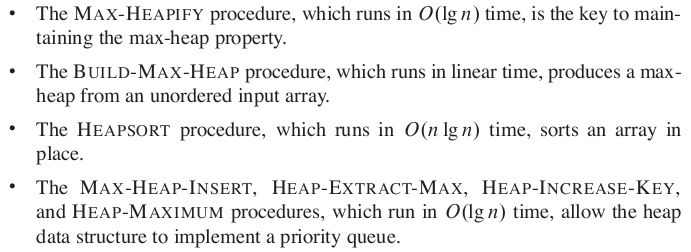 • The MAX-HEAPIFY procedure, which runs in O(lg n) time, is the key to main-
taining the max-heap property.
• The BUILD-MAX-HEAP procedure, which runs in linear time, produces a max-
heap from an unordered input array.
• The HEAPSORT procedure, which runs in O(n lg n) time, sorts an array in
place.
• The MAX-HEAP-INSERT, HEAP-EXTRACT-MAX, HEAP-INCREASE-KEY,
and HEAP-MAXIMUM procedures, which run in O(lg n) time, allow the heap
data structure to implement a priority queue.